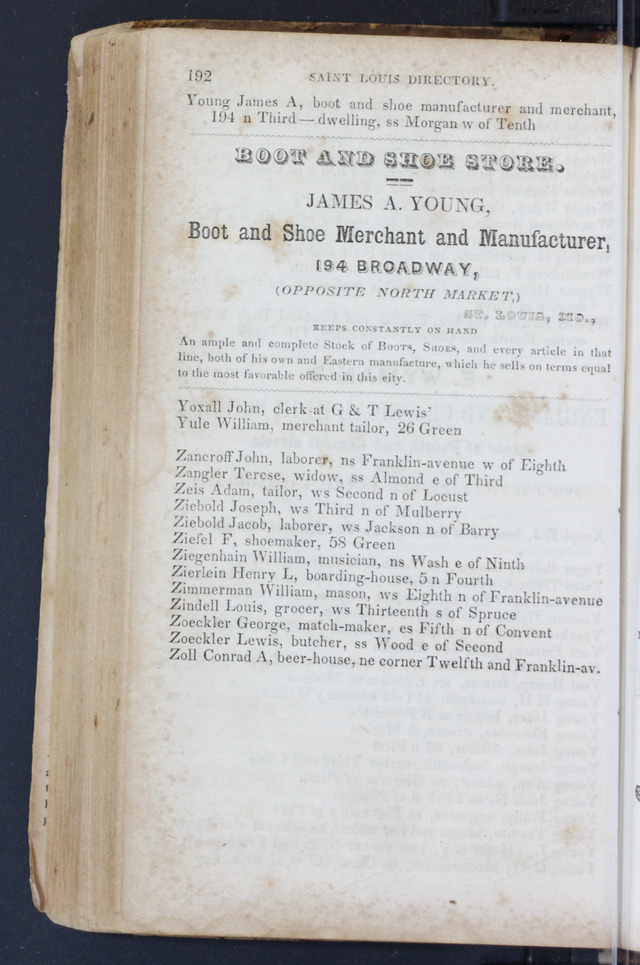 192 SAINT LOUIS DIRECTORY.
Young James A, boot and shoe manufacturer and merchant,
194 n Third — dwelling, ss Morgan w of Tenth
BOOT AND SHOE STORE.
JAMES A. YOUNG,
Boot and Shoe Merchant and Manufacturer,
194 BROADWAY,
(OPPOSITE NORTH MARKET,)
ST. LOUIS, MO.,
KEEPS CONSTANTLY ON HAND
An ample and complete Stock of BOOTS, SHOES, and every article in that
line, both of his own and Eastern manufacture, which he sells on terms equal
to the most favorable offered in this city.
Yoxall John, clerk at G & T Lewis'
Yule William, merchant tailor, 26 Green
Zancroff John, laborer, ns Franklin-avenue w of Eighth
Zangler Terese, widow, ss Almond e of Third
Zeis Adam, tailor, ws Second n of Locust
Ziebold Joseph, ws Third n of Mulberry
Ziebold Jacob, laborer, ws Jackson n of Barry
Ziefel F, shoemaker, 58 Green
Ziegenhain William, musician, ns Wash e of Ninth
Zierlein Henry L, boarding-house, 5 n Fourth
Zimmerman William, mason, ws Eighth n of Franklin-avenue
Zindell Louis, grocer, ws Thirteenth s of Spruce
Zoeckler George, match-maker, es Fifth n of Convent
Zoeckler Lewis, butcher, ss Wood e of Second
Zoll Conrad A, beer-house, ne corner Twelfth and Franklin-av.